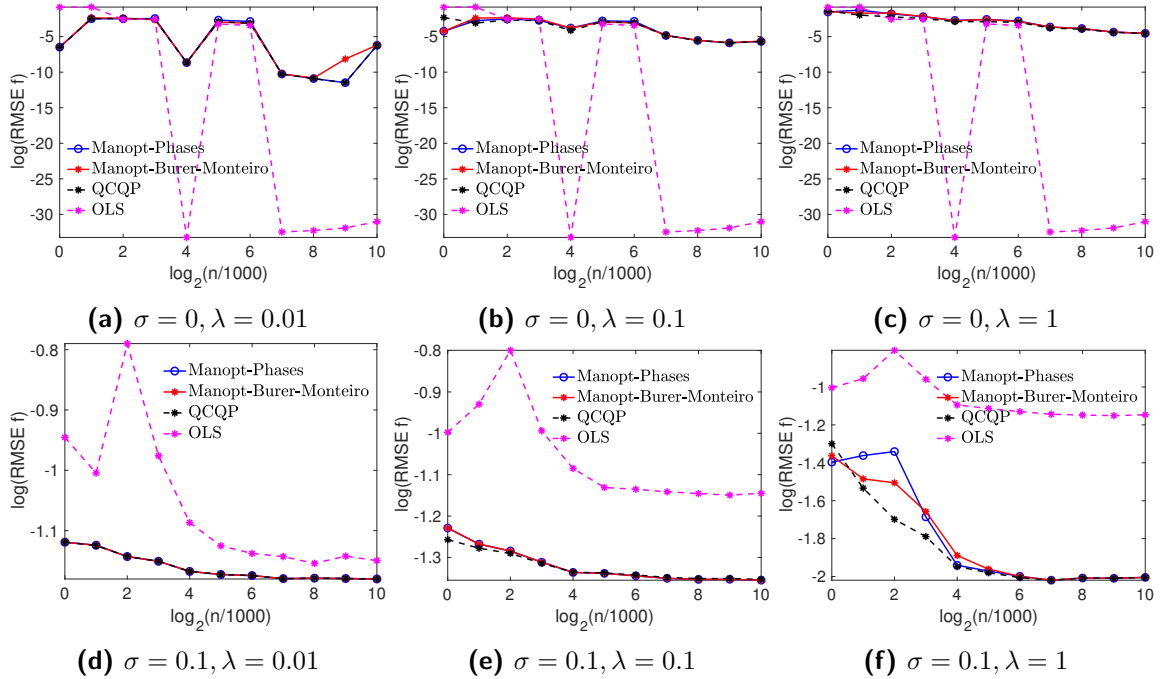 log(RMSE f)
-5
-10
-15
-20
-25
-30
Manopt-Phases
Manopt-Burer-Monteiro
QCQP
OLS
0 2 4 6 8 10
log2(n/1000)
(a) σ = 0, λ = 0.01
log(RMSE f)
-5
-10
-15
-20
-25
-30
Manopt-Phases
Manopt-Burer-Monteiro
QCQP
OLS
0 2 4 6 8 10
log2(n/1000)
(b) σ = 0, λ = 0.1
log(RMSE f)
-5
-10
-15
-20
-25
-30
Manopt-Phases
Manopt-Burer-Monteiro
QCQP
OLS
0 2 4 6 8 10
log2(n/1000)
(c) σ = 0, λ = 1
log(RMSE f)
-0.8
-0.9
-1
-1.1
Manopt-Phases
Manopt-Burer-Monteiro
QCQP
OLS
0 2 4 6 8 10
log2(n/1000)
(d) σ = 0.1, λ = 0.01
log(RMSE f)
-0.8
-0.9
-1
-1.1
-1.2
-1.3
Manopt-Phases
Manopt-Burer-Monteiro
QCQP
OLS
0 2 4 6 8 10
log2(n/1000)
(e) σ = 0.1, λ = 0.1
log(RMSE f)
-1
-1.2
-1.4
-1.6
-1.8
-2
Manopt-Phases
Manopt-Burer-Monteiro
QCQP
OLS
0 2 4 6 8 10
log2(n/1000)
(f) σ = 0.1, λ = 1